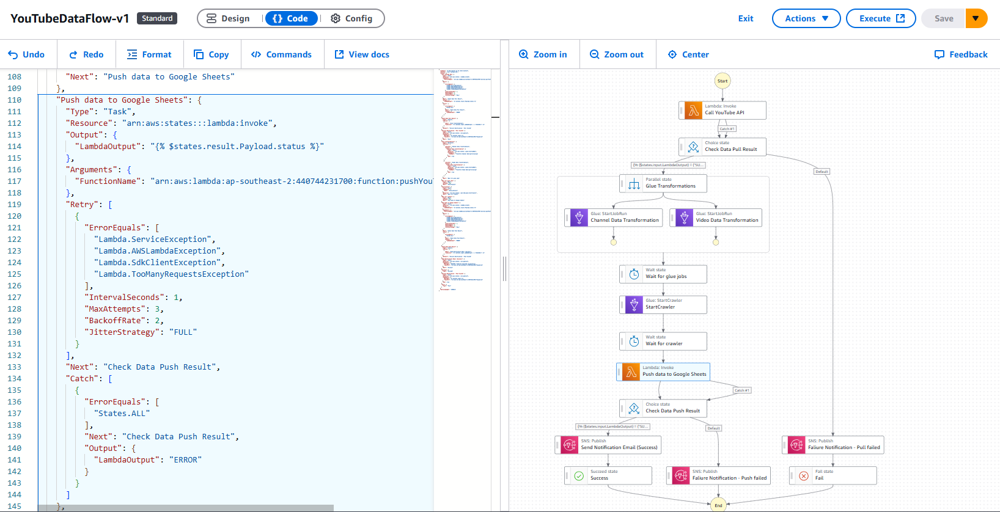 YouTubeDataFlow-v1
Standard
Design
{} Code
Config
Exit
Actions
Execute
Save
Undo
Redo
Format
Copy
Commands
View docs
Zoom in
Zoom out
Center
Feedback
108 "Next": "Push data to Google Sheets"
109 },
110 "Push data to Google Sheets": {
111 "Type": "Task",
112 "Resource": "arn:aws:states:::lambda:invoke",
113 "Output": {
114 "LambdaOutput": "{% $states.result.Payload.status %}"
115 },
116 "Arguments": {
117 "FunctionName": "arn:aws:lambda:ap-southeast-2:440744231700:function:pushYou
118 },
119 "Retry": [
120 {
121 "ErrorEquals": [
122 "Lambda.ServiceException",
123 "Lambda.AWSLambdaException",
124 "Lambda.SdkClientException",
125 "Lambda.TooManyRequestsException"
126 ],
127 "IntervalSeconds": 1,
128 "MaxAttempts": 3,
129 "BackoffRate": 2,
130 "JitterStrategy": "FULL"
131 }
132 ],
133 "Next": "Check Data Push Result",
134 "Catch": [
135 {
136 "ErrorEquals": [
137 "States.ALL"
138 ],
139 "Next": "Check Data Push Result",
140 "Output": {
141 "LambdaOutput": "ERROR"
142 }
143 }
144 ]
145 },
Start
Lambda: Invoke
Call YouTube API
Catch #1
Choice state
Check Data Pull Result
{% ($states.input.LambdaOutput) = ("SU...
Default
Parallel state
Glue Transformations
Glue: StartJobRun
Channel Data Transformation
Glue: StartJobRun
Video Data Transformation
Wait state
Wait for glue jobs
Glue: StartCrawler
StartCrawler
Wait state
Wait for crawler
Lambda: Invoke
Push data to Google Sheets
Catch #1
Choice state
Check Data Push Result
{% ($states.input.LambdaOutput) = ("SU...
Default
SNS: Publish
Send Notification Email (Success)
SNS: Publish
Faliure Notification - Pull failed
Succeed state
Success
SNS: Publish
Faliure Notification - Push failed
Fail state
Fail
End